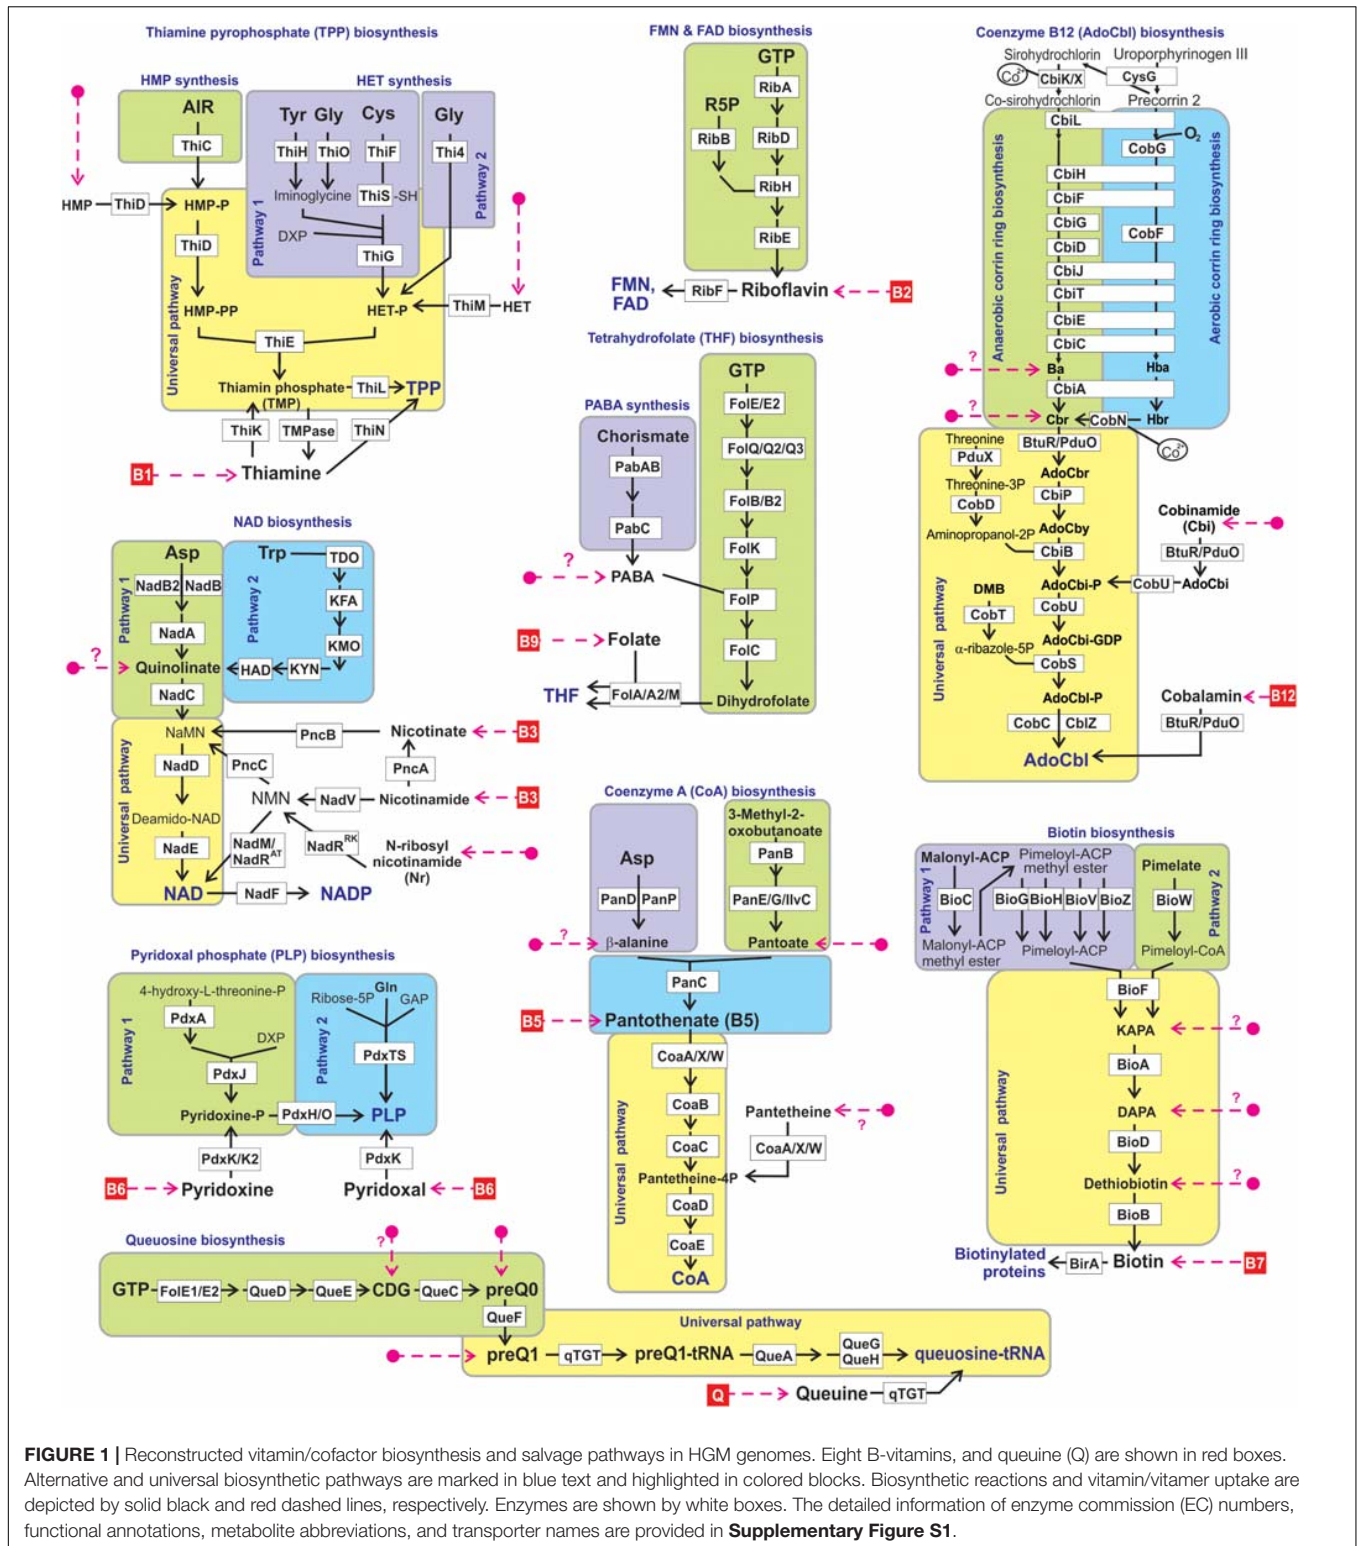 Thiamine pyrophosphate (TPP) biosynthesis
HMP synthesis
HET synthesis
AIR
ThiC
Tyr Gly Cys
ThiH ThiO ThiF
Iminoglycine ThiS -SH
DXP
ThiG
Pathway 1
Gly
Thi4
Pathway 2
HMP ThiD HMP-P
ThiD
HMP-PP
HET-P ThiM HET
ThiE
Universal pathway
Thiamin phosphate ThiL TPP
(TMP)
ThiK TMPase ThiN
B1 Thiamine
FMN & FAD biosynthesis
GTP
RibA
R5P
RibB RibD
RibH
RibE
FMN,
FAD
RibF Riboflavin B2
Coenzyme B12 (AdoCbl) biosynthesis
Sirohydrochlorin Uroporphyrinogen III
Co2+ CbiK/X CysG
Co-sirohydrochlorin Precorrin 2
CbiL
O2
CobG
CbiH
CbiF
CbiG
CobF
CbiD
CbiJ
CbiT
CbiE
CbiC
Anaerobic corrin ring biosynthesis
Aerobic corrin ring biosynthesis
? Ba Hba
CbiA
? Cbr CobN Hbr
Co2+
Threonine BtuR/PduO
PduX AdoCbr
Threonine-3P CbiP
CobD
Aminopropanol-2P AdoCby
CbiB
Cobinamide
(Cbi)
BtuR/PduO
AdoCbi-P CobU AdoCbi
DMB CobU
CobT
AdoCbi-GDP
α-ribazole-5P CobS
AdoCbl-P
CobC CblZ
AdoCbl
Universal pathway
Cobalamin B12
BtuR/PduO
Tetrahydrofolate (THF) biosynthesis
PABA synthesis
Chorismate
PabAB
PabC
? PABA
GTP
FolE/E2
FolQ/Q2/Q3
FolB/B2
FolK
FolP
FolC
Dihydrofolate
B9 Folate
THF FolA/A2/M
NAD biosynthesis
Asp
NadB2 NadB
NadA
? Quinolinate
NadC
Pathway 1
Trp TDO
KFA
KMO
HAD KYN
Pathway 2
NaMN PncB Nicotinate B3
NadD PncC PncA
NMN NadV Nicotinamide B3
Deamido-NAD
NadE NadM/
NadRAT
NadRRK
N-ribosyl
nicotinamide
(Nr)
NAD NadF NADP
Universal pathway
Coenzyme A (CoA) biosynthesis
Asp
PanD PanP
? β-alanine
3-Methyl-2-
oxobutanoate
PanB
PanE/G/IlvC
Pantoate
PanC
B5 Pantothenate (B5)
CoaA/X/W
CoaB
CoaC
Pantetheine-4P
CoaD
CoaE
CoA
Universal pathway
Pantetheine
?
CoaA/X/W
Biotin biosynthesis
Malonyl-ACP
BioC
Malonyl-ACP
methyl ester
Pimeloyl-ACP
methyl ester
BioG BioH BioV BioZ
Pimeloyl-ACP
Pathway 1
Pimelate
BioW
Pimeloyl-CoA
Pathway 2
BioF
KAPA ?
BioA
DAPA ?
BioD
Dethiobiotin ?
BioB
Universal pathway
Biotinylated
proteins
BirA Biotin B7
Pyridoxal phosphate (PLP) biosynthesis
4-hydroxy-L-threonine-P
PdxA
DXP
PdxJ
Pyridoxine-P PdxH/O PLP
Pathway 1
Ribose-5P Gln GAP
PdxTS
Pathway 2
PdxK/K2 PdxK
B6 Pyridoxine Pyridoxal B6
Queuosine biosynthesis
?
GTP FolE1/E2 QueD QueE CDG QueC preQ0
QueF
Universal pathway
preQ1 qTGT preQ1-tRNA QueA QueG
QueH
queuosine-tRNA
Q Queuine qTGT
FIGURE 1 | Reconstructed vitamin/cofactor biosynthesis and salvage pathways in HGM genomes. Eight B-vitamins, and queuine (Q) are shown in red boxes.
Alternative and universal biosynthetic pathways are marked in blue text and highlighted in colored blocks. Biosynthetic reactions and vitamin/vitamer uptake are
depicted by solid black and red dashed lines, respectively. Enzymes are shown by white boxes. The detailed information of enzyme commission (EC) numbers,
functional annotations, metabolite abbreviations, and transporter names are provided in Supplementary Figure S1.